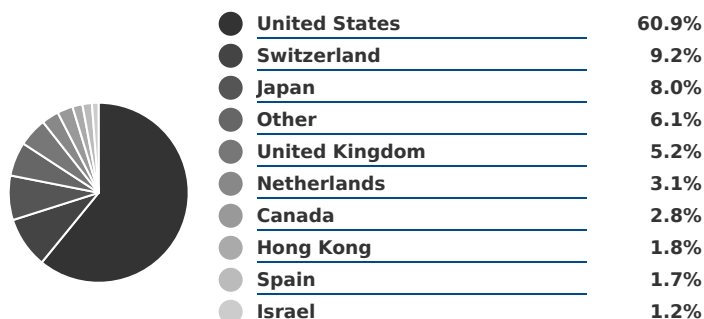 United States 60.9%
Switzerland 9.2%
Japan 8.0%
Other 6.1%
United Kingdom 5.2%
Netherlands 3.1%
Canada 2.8%
Hong Kong 1.8%
Spain 1.7%
Israel 1.2%